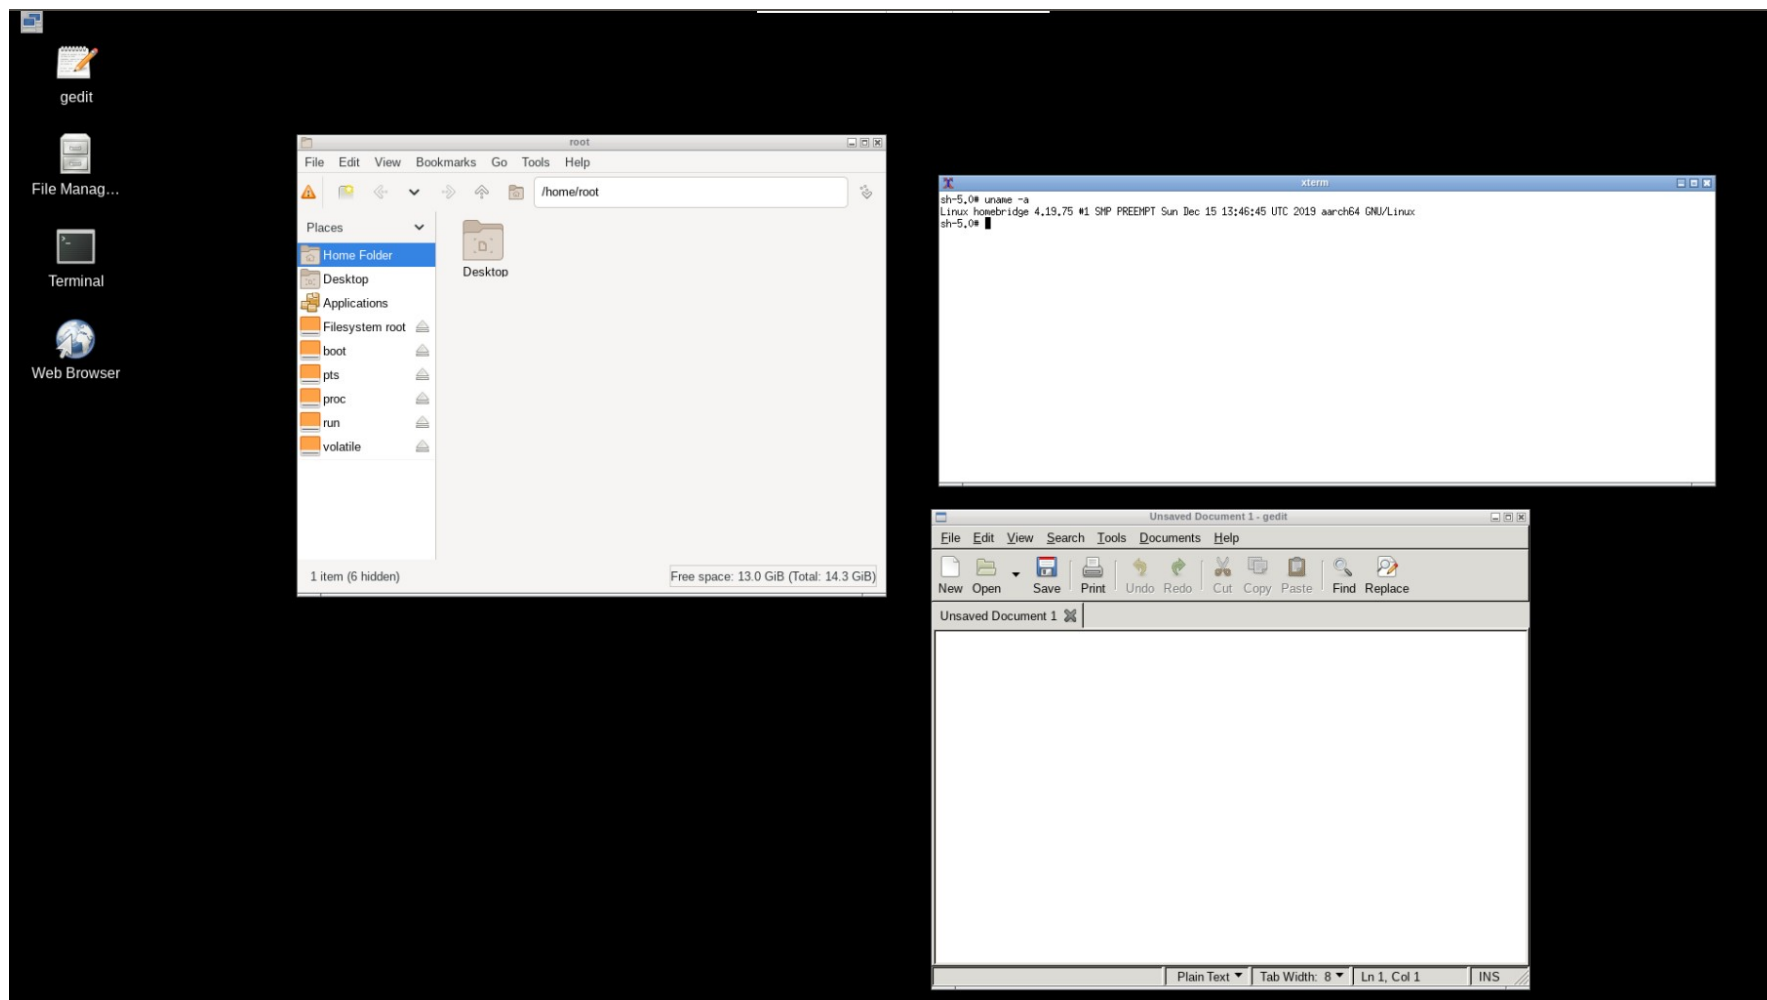 gedit
File Manag...
Terminal
Web Browser
root
File Edit View Bookmarks Go Tools Help
/home/root
Places
Home Folder
Desktop
Applications
Filesystem root
boot
pts
proc
run
volatile
Desktop
1 item (6 hidden)
Free space: 13.0 GiB (Total: 14.3 GiB)
xterm
sh-5.0# uname -a
Linux homebridge 4.19.75 #1 SMP PREEMPT Sun Dec 15 13:46:45 UTC 2019 aarch64 GNU/Linux
sh-5.0#
Unsaved Document 1 - gedit
File Edit View Search Tools Documents Help
New Open Save Print Undo Redo Cut Copy Paste Find Replace
Unsaved Document 1
Plain Text Tab Width: 8 Ln 1, Col 1 INS